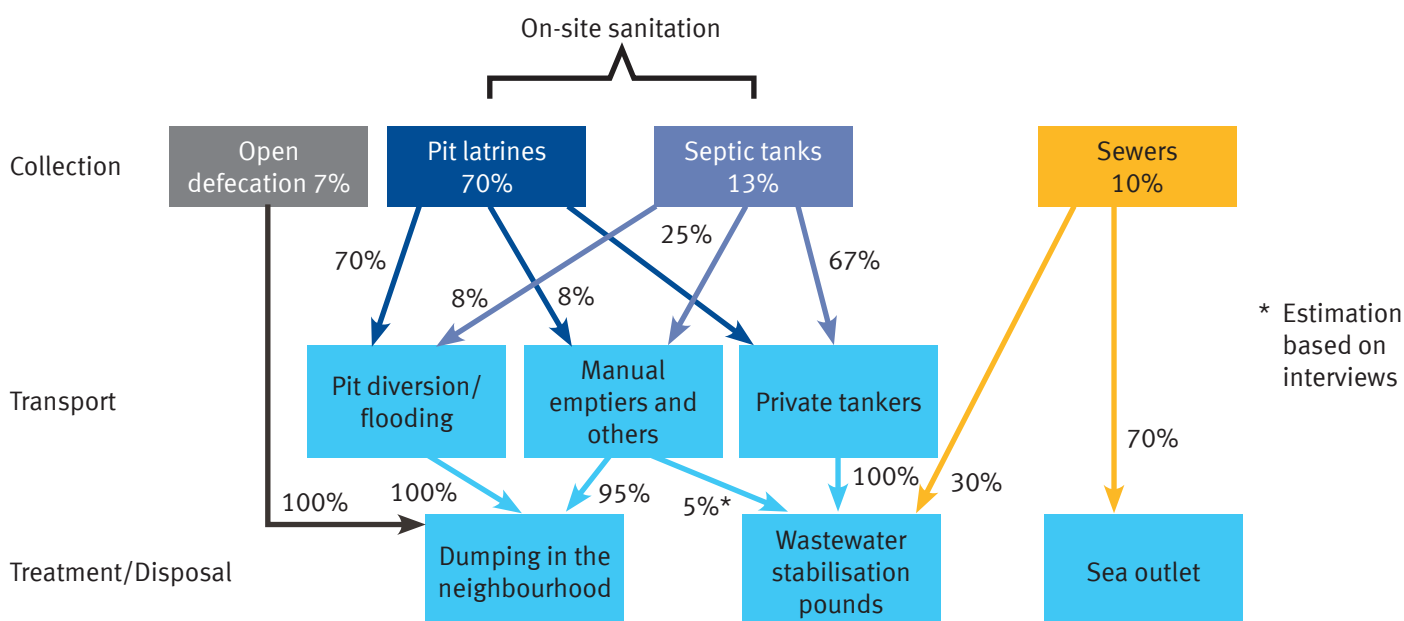 On-site sanitation
Collection
Open
defecation 7%
Pit latrines
70%
Septic tanks
13%
Sewers
10%
70%
8%
8%
25%
67%
* Estimation
based on
interviews
Transport
Pit diversion/
flooding
Manual
emptiers and
others
Private tankers
70%
100%
100%
95%
5%*
100%
30%
Treatment/Disposal
Dumping in the
neighbourhood
Wastewater
stabilisation
pounds
Sea outlet